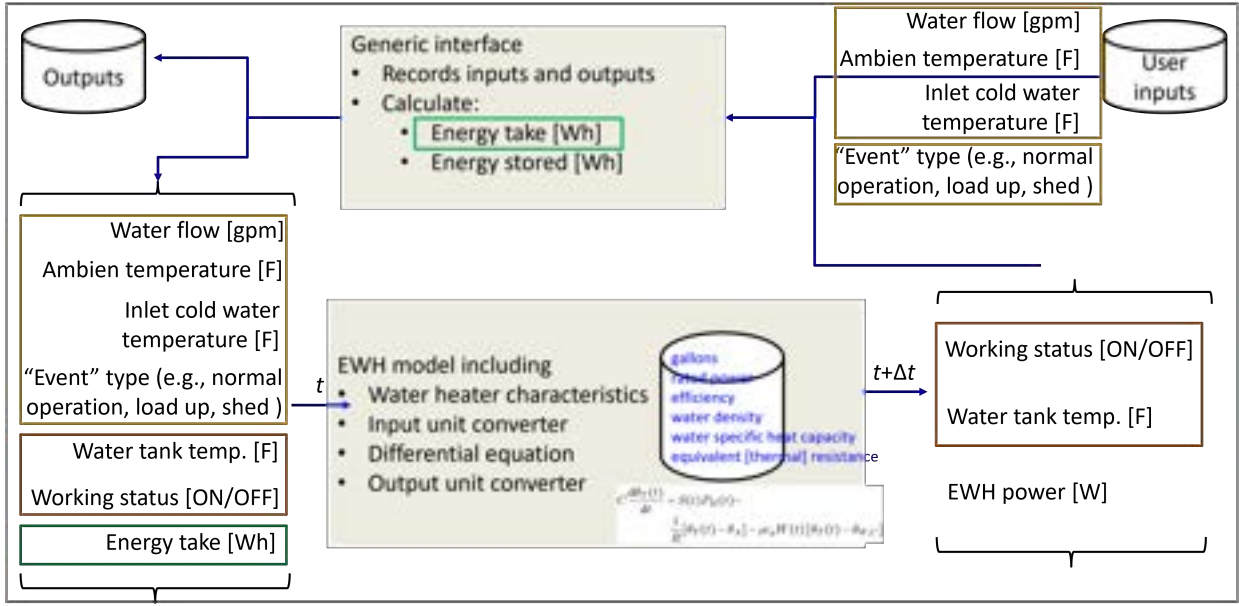 Outputs
Generic interface
• Records inputs and outputs
• Calculate:
• Energy take [Wh]
• Energy stored [Wh]
Water flow [gpm]
Ambien temperature [F]
Inlet cold water
temperature [F]
“Event” type (e.g., normal
operation, load up, shed )
User
inputs
Water flow [gpm]
Ambien temperature [F]
Inlet cold water
temperature [F]
“Event” type (e.g., normal
operation, load up, shed )
Water tank temp. [F]
Working status [ON/OFF]
Energy take [Wh]
t
EWH model including
• Water heater characteristics
• Input unit converter
• Differential equation
• Output unit converter
gallons
rated power
efficiency
water density
water specific heat capacity
equivalent [thermal] resistance
t+Δt
Working status [ON/OFF]
Water tank temp. [F]
EWH power [W]